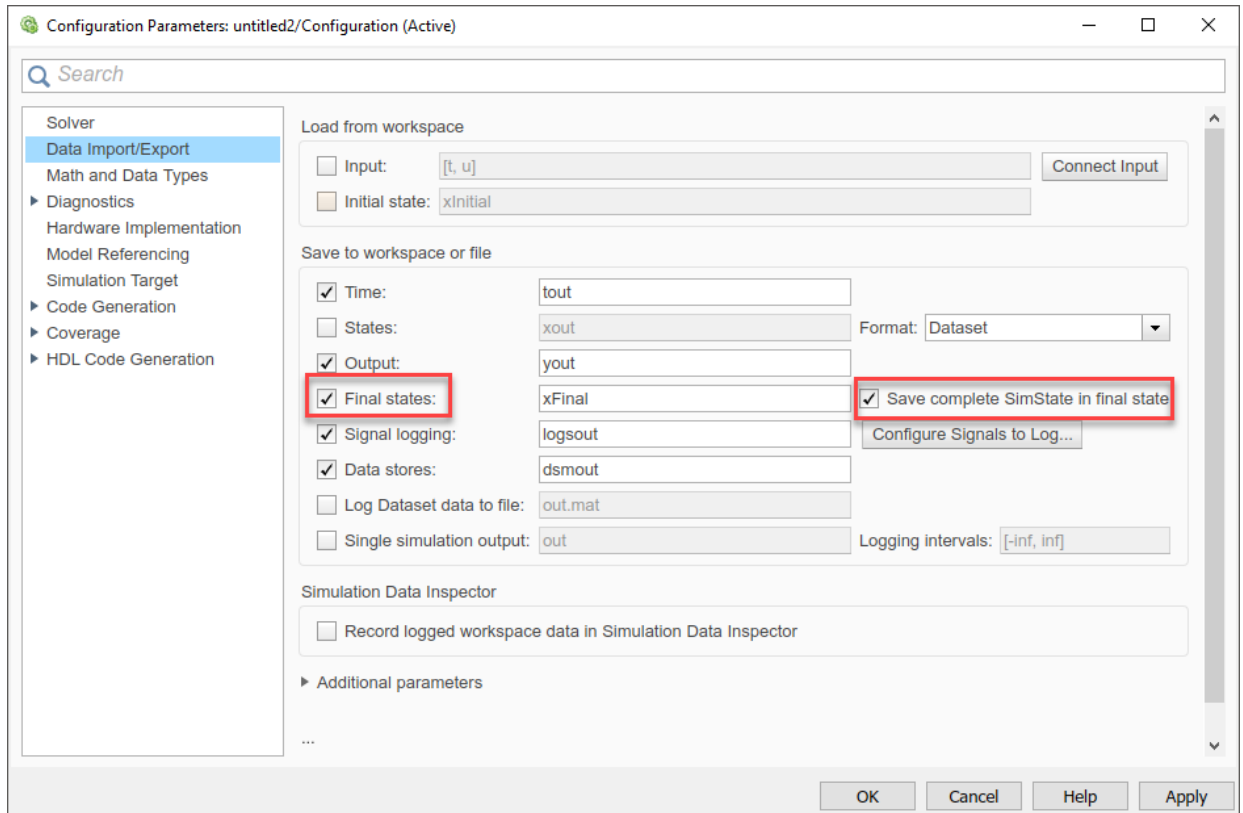 Configuration Parameters: untitled2/Configuration (Active)
Search
Solver
Data Import/Export
Math and Data Types
Diagnostics
Hardware Implementation
Model Referencing
Simulation Target
Code Generation
Coverage
HDL Code Generation
Load from workspace
Input: [t, u] Connect Input
Initial state: xInitial
Save to workspace or file
Time: tout
States: xout Format: Dataset
Output: yout
Final states: xFinal Save complete SimState in final state
Signal logging: logsout Configure Signals to Log...
Data stores: dsmout
Log Dataset data to file: out.mat
Single simulation output: out Logging intervals: [-inf, inf]
Simulation Data Inspector
Record logged workspace data in Simulation Data Inspector
Additional parameters
...
OK Cancel Help Apply